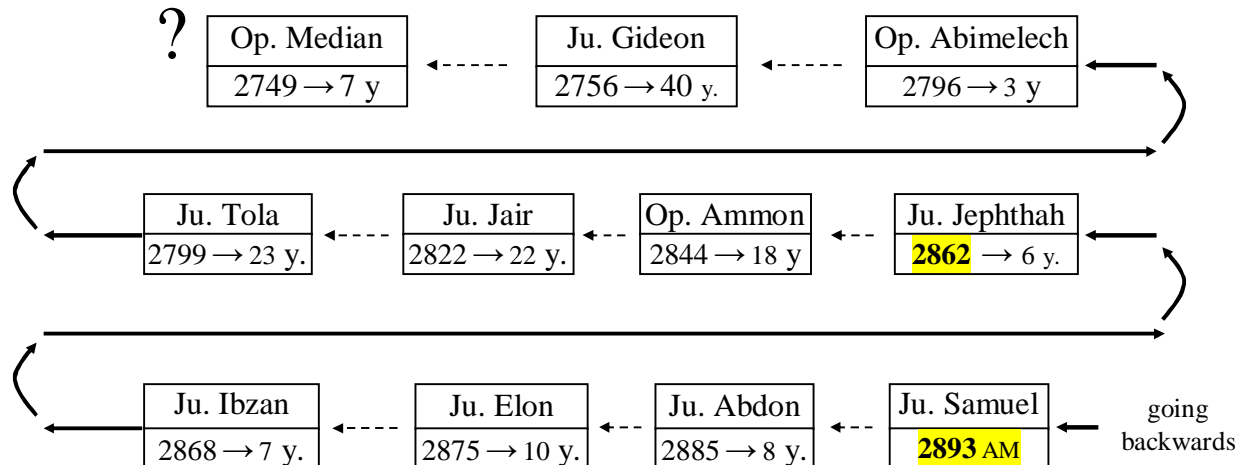 ?
Op. Median
2749 → 7 y
Ju. Gideon
2756 → 40 y.
Op. Abimelech
2796 → 3 y
Ju. Tola
2799 → 23 y.
Ju. Jair
2822 → 22 y.
Op. Ammon
2844 → 18 y
Ju. Jephthah
2862 → 6 y.
Ju. Ibzan
2868 → 7 y.
Ju. Elon
2875 → 10 y.
Ju. Abdon
2885 → 8 y.
Ju. Samuel
2893 AM
going
backwards